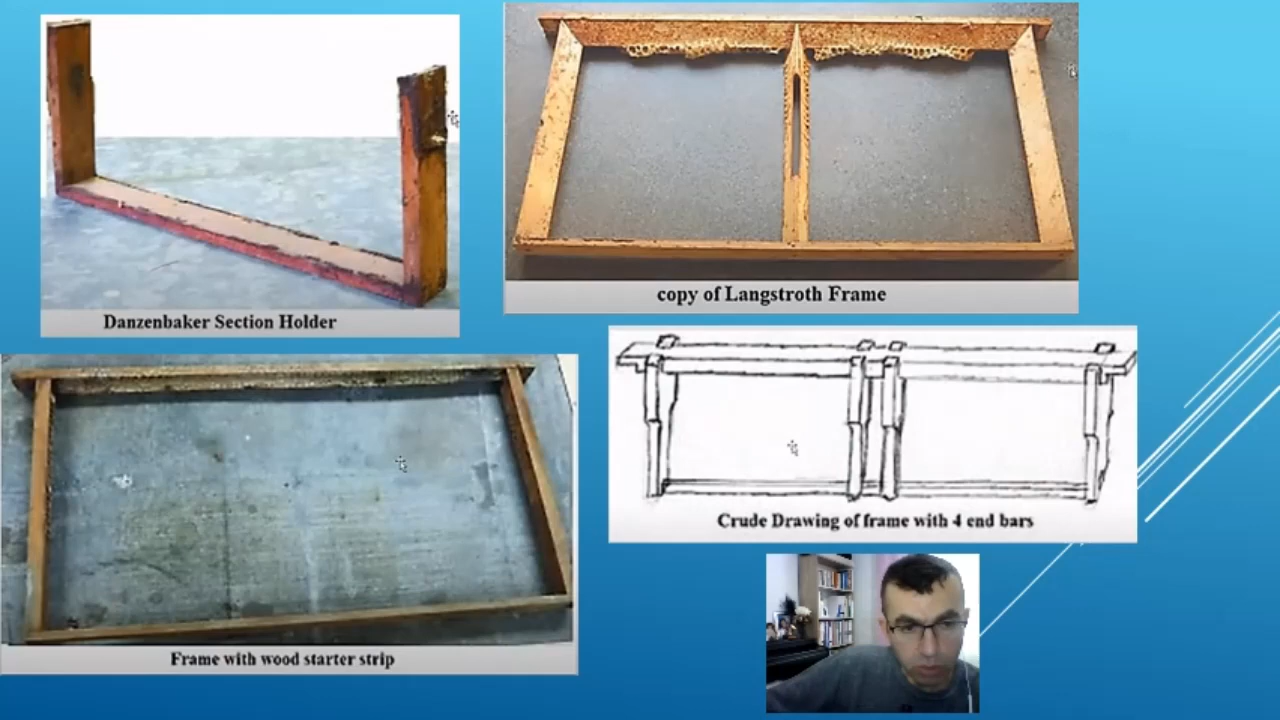 Danzenbaker Section Holder
copy of Langstroth Frame
Crude Drawing of frame with 4 end bars
Frame with wood starter strip